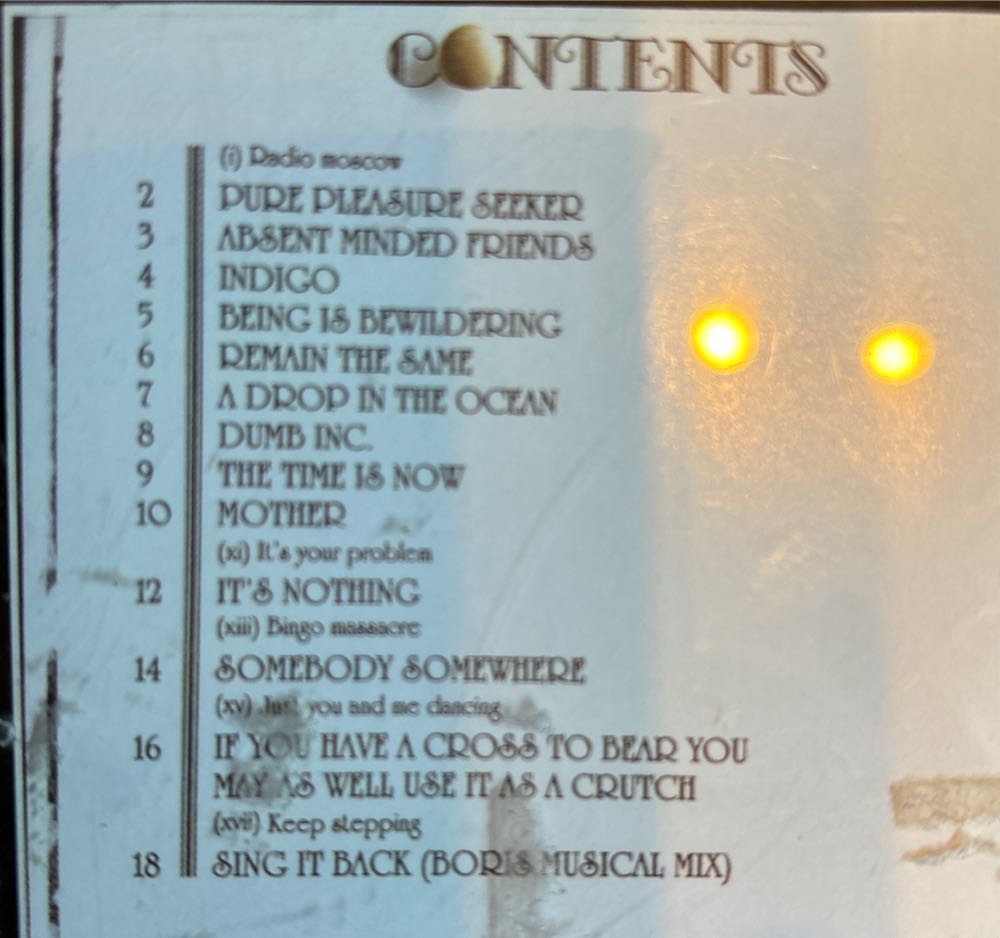 CONTENTS
(i) Radio moscow
2 PURE PLEASURE SEEKER
3 ABSENT MINDED FRIENDS
4 INDIGO
5 BEING IS BEWILDERING
6 REMAIN THE SAME
7 A DROP IN THE OCEAN
8 DUMB INC.
9 THE TIME IS NOW
10 MOTHER
(xi) It's your problem
12 IT'S NOTHING
(xiii) Bingo massacre
14 SOMEBODY SOMEWHERE
(xv) Just you and me dancing
16 IF YOU HAVE A CROSS TO BEAR YOU
MAY AS WELL USE IT AS A CRUTCH
(xvii) Keep stepping
18 SING IT BACK (BORIS MUSICAL MIX)